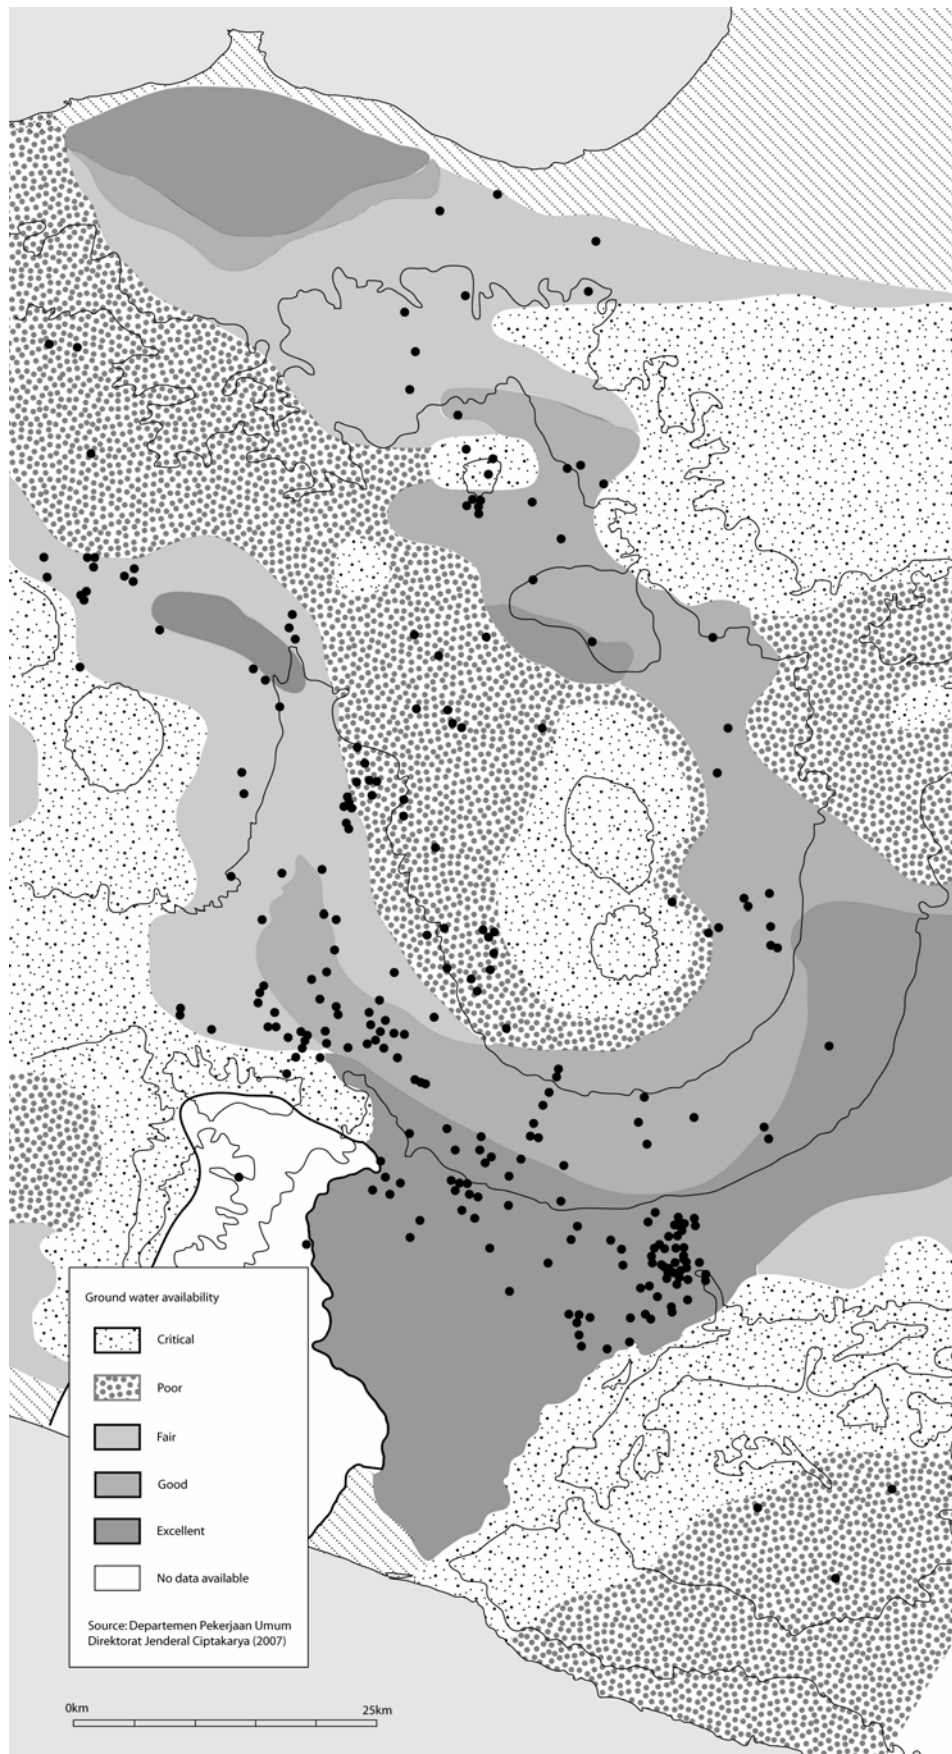 Ground water availability
Critical
Poor
Fair
Good
Excellent
No data available
Source: Departemen Pekerjaan Umum
Direktorat Jenderal Ciptakarya (2007)
0km 25km